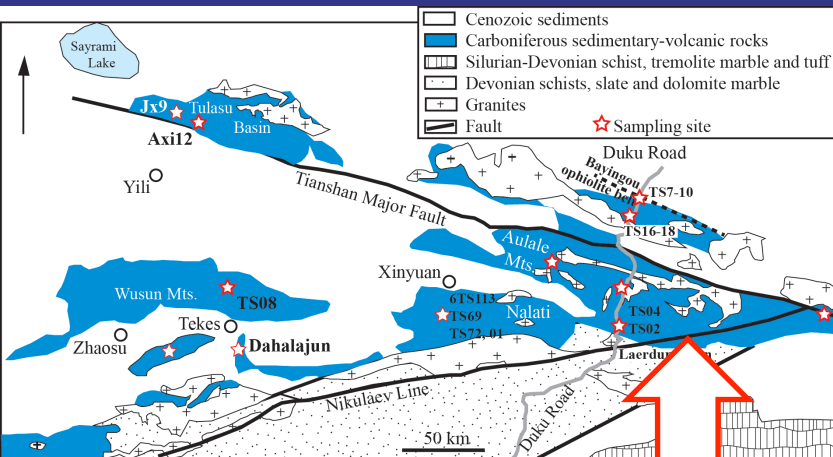 Cenozoic sediments
Carboniferous sedimentary-volcanic rocks
Silurian-Devonian schist, tremolite marble and tuff
Devonian schists, slate and dolomite marble
Granites
Fault
Sampling site
Sayrami
Lake
Jx9
Tulasu
Basin
Axi12
Yili
Tianshan Major Fault
Duku Road
Bayingou
ophiolite belt
TS7-10
TS16-18
Aulale
Mts.
Xinyuan
6TS113
TS69
TS72, 01
Nalati
TS04
TS02
Wusun Mts.
TS08
Tekes
Zhaosu
Dahalajun
Nikulaev Line
Duku Road
50 km